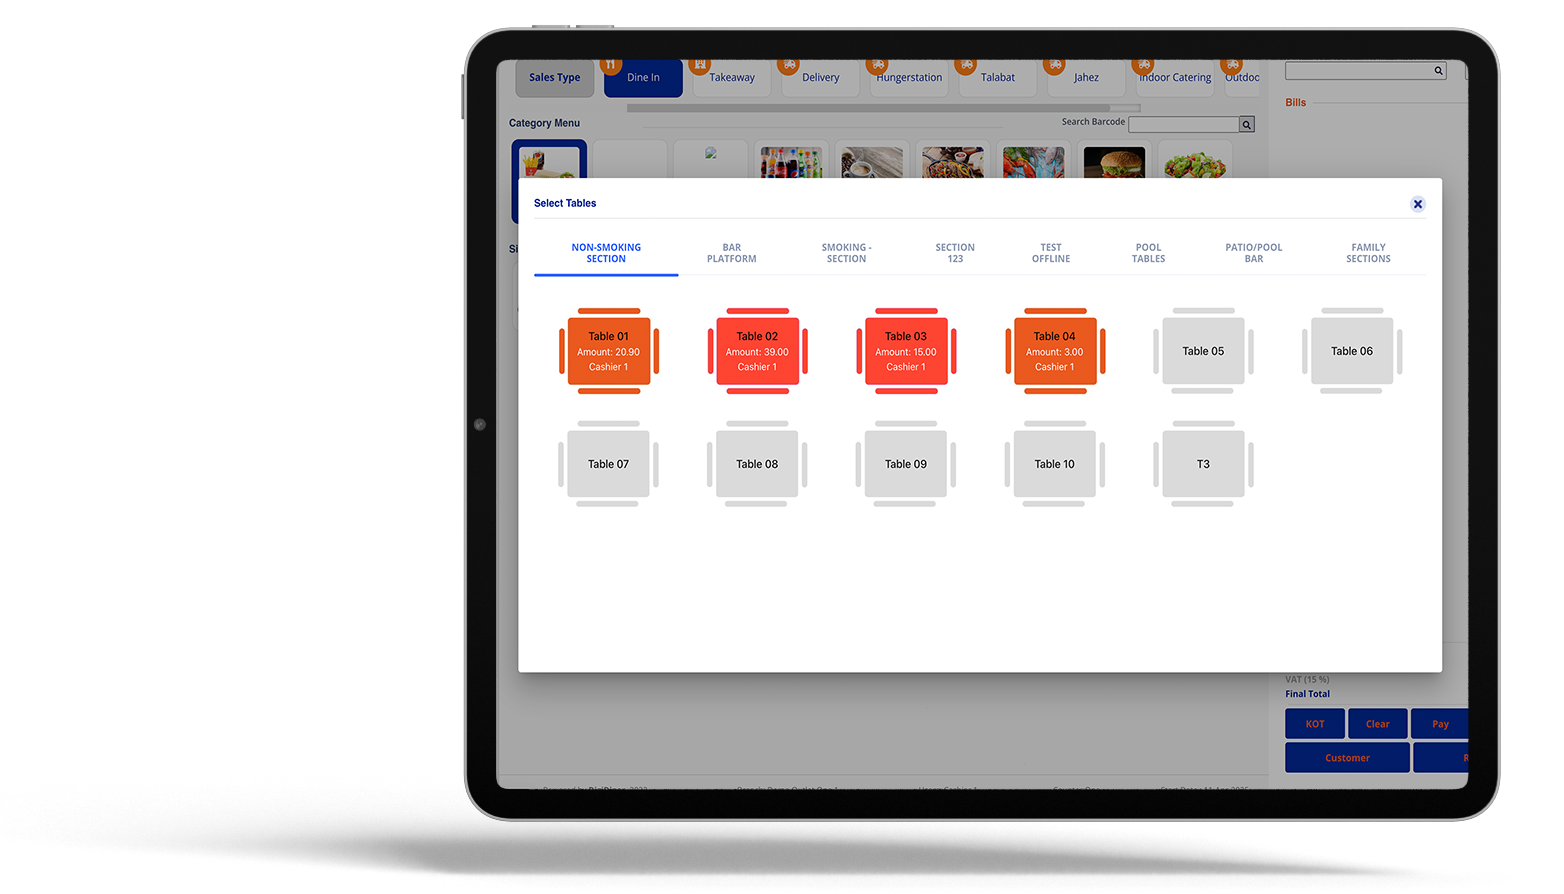 Sales Type
Dine In
Takeaway
Delivery
Hungerstation
Talabat
Jahez
Indoor Catering
Outdoo
Category Menu
Search Barcode
Bills
Select Tables
NON-SMOKING
SECTION
BAR
PLATFORM
SMOKING -
SECTION
SECTION
123
TEST
OFFLINE
POOL
TABLES
PATIO/POOL
BAR
FAMILY
SECTIONS
Si
Table 01
Amount: 20.90
Cashier 1
Table 02
Amount: 39.00
Cashier 1
Table 03
Amount: 15.00
Cashier 1
Table 04
Amount: 3.00
Cashier 1
Table 05
Table 06
Table 07
Table 08
Table 09
Table 10
T3
VAT (15 %)
Final Total
KOT
Clear
Pay
Customer
R